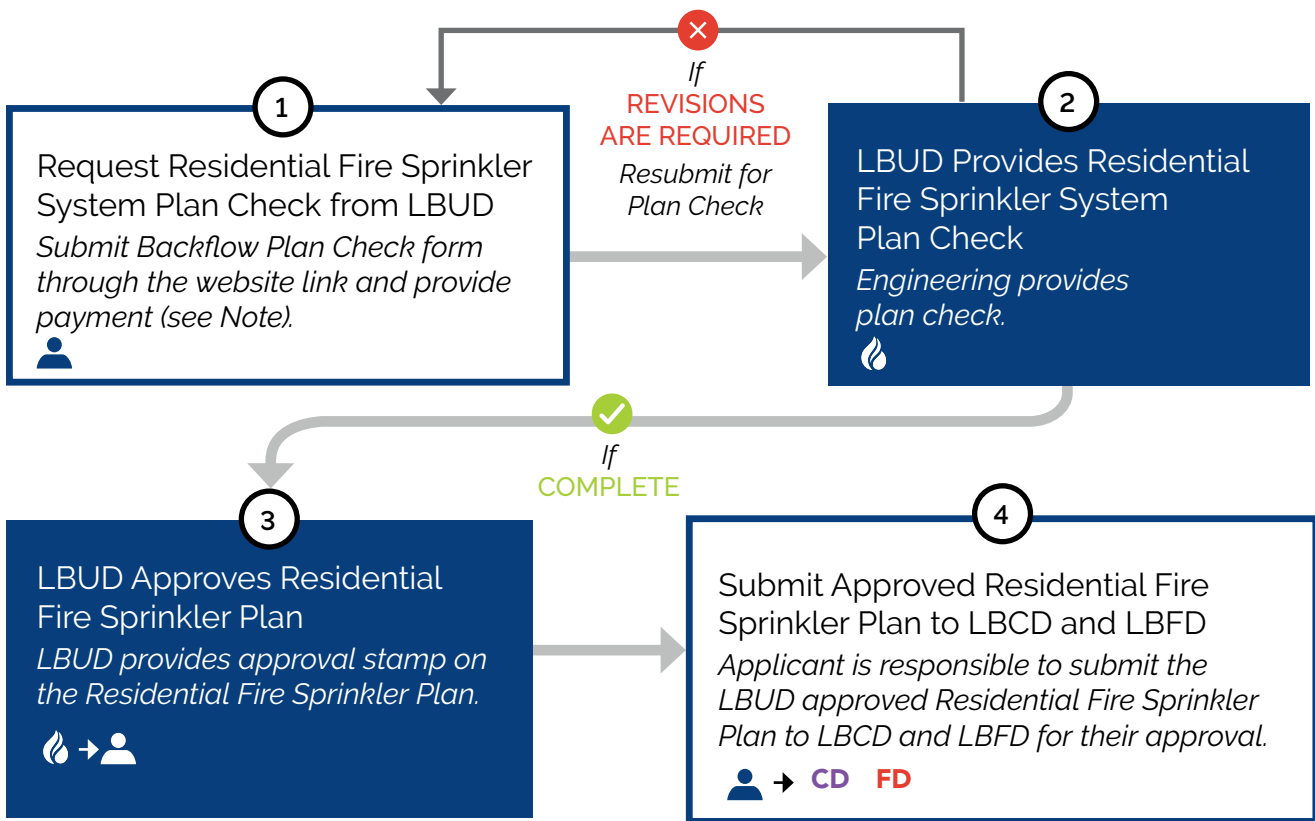 1
Request Residential Fire Sprinkler
System Plan Check from LBUD
Submit Backflow Plan Check form
through the website link and provide
payment (see Note).
If
REVISIONS
ARE REQUIRED
Resubmit for
Plan Check
2
LBUD Provides Residential
Fire Sprinkler System
Plan Check
Engineering provides
plan check.
If
COMPLETE
3
LBUD Approves Residential
Fire Sprinkler Plan
LBUD provides approval stamp on
the Residential Fire Sprinkler Plan.
4
Submit Approved Residential Fire
Sprinkler Plan to LBCD and LBFD
Applicant is responsible to submit the
LBUD approved Residential Fire Sprinkler
Plan to LBCD and LBFD for their approval.
CD FD